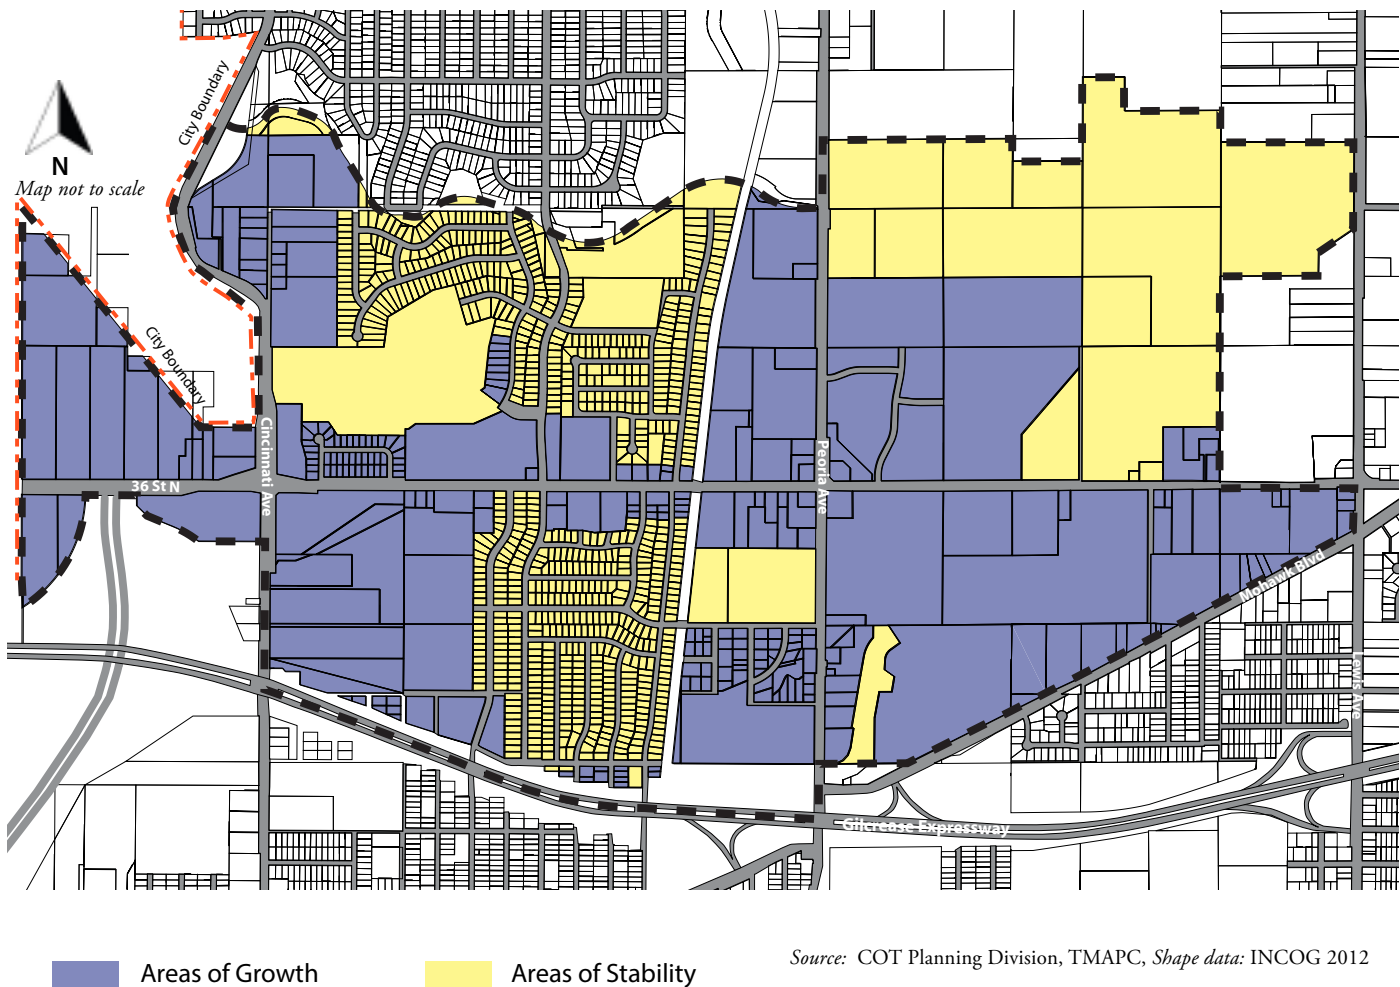 City Boundary
N
Map not to scale
City Boundary
Cincinnati Ave
Peoria Ave
36 St N
Mohawk Blvd
Lewis Ave
Gilcrease Expressway
Areas of Growth
Areas of Stability
Source: COT Planning Division, TMAPC, Shape data: INCOG 2012